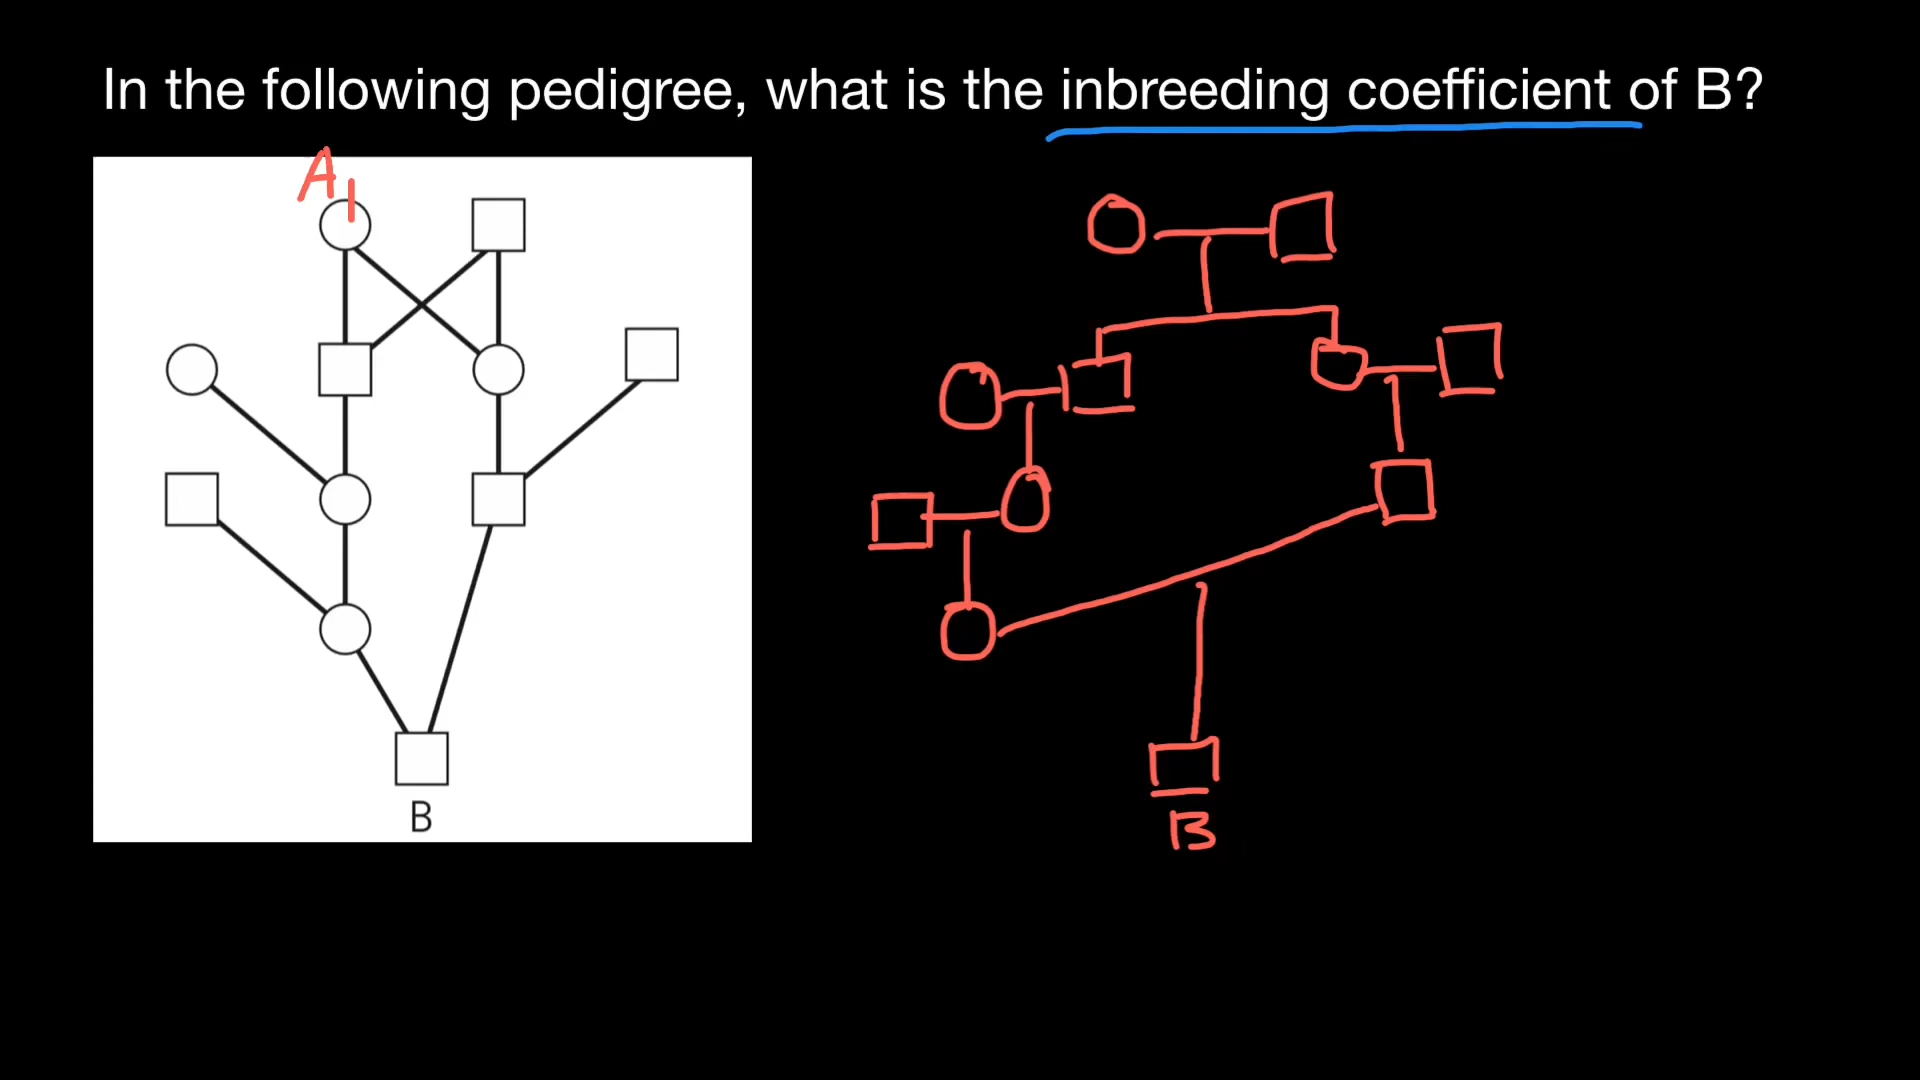 In the following pedigree, what is the inbreeding coefficient of B?
A1
B
B